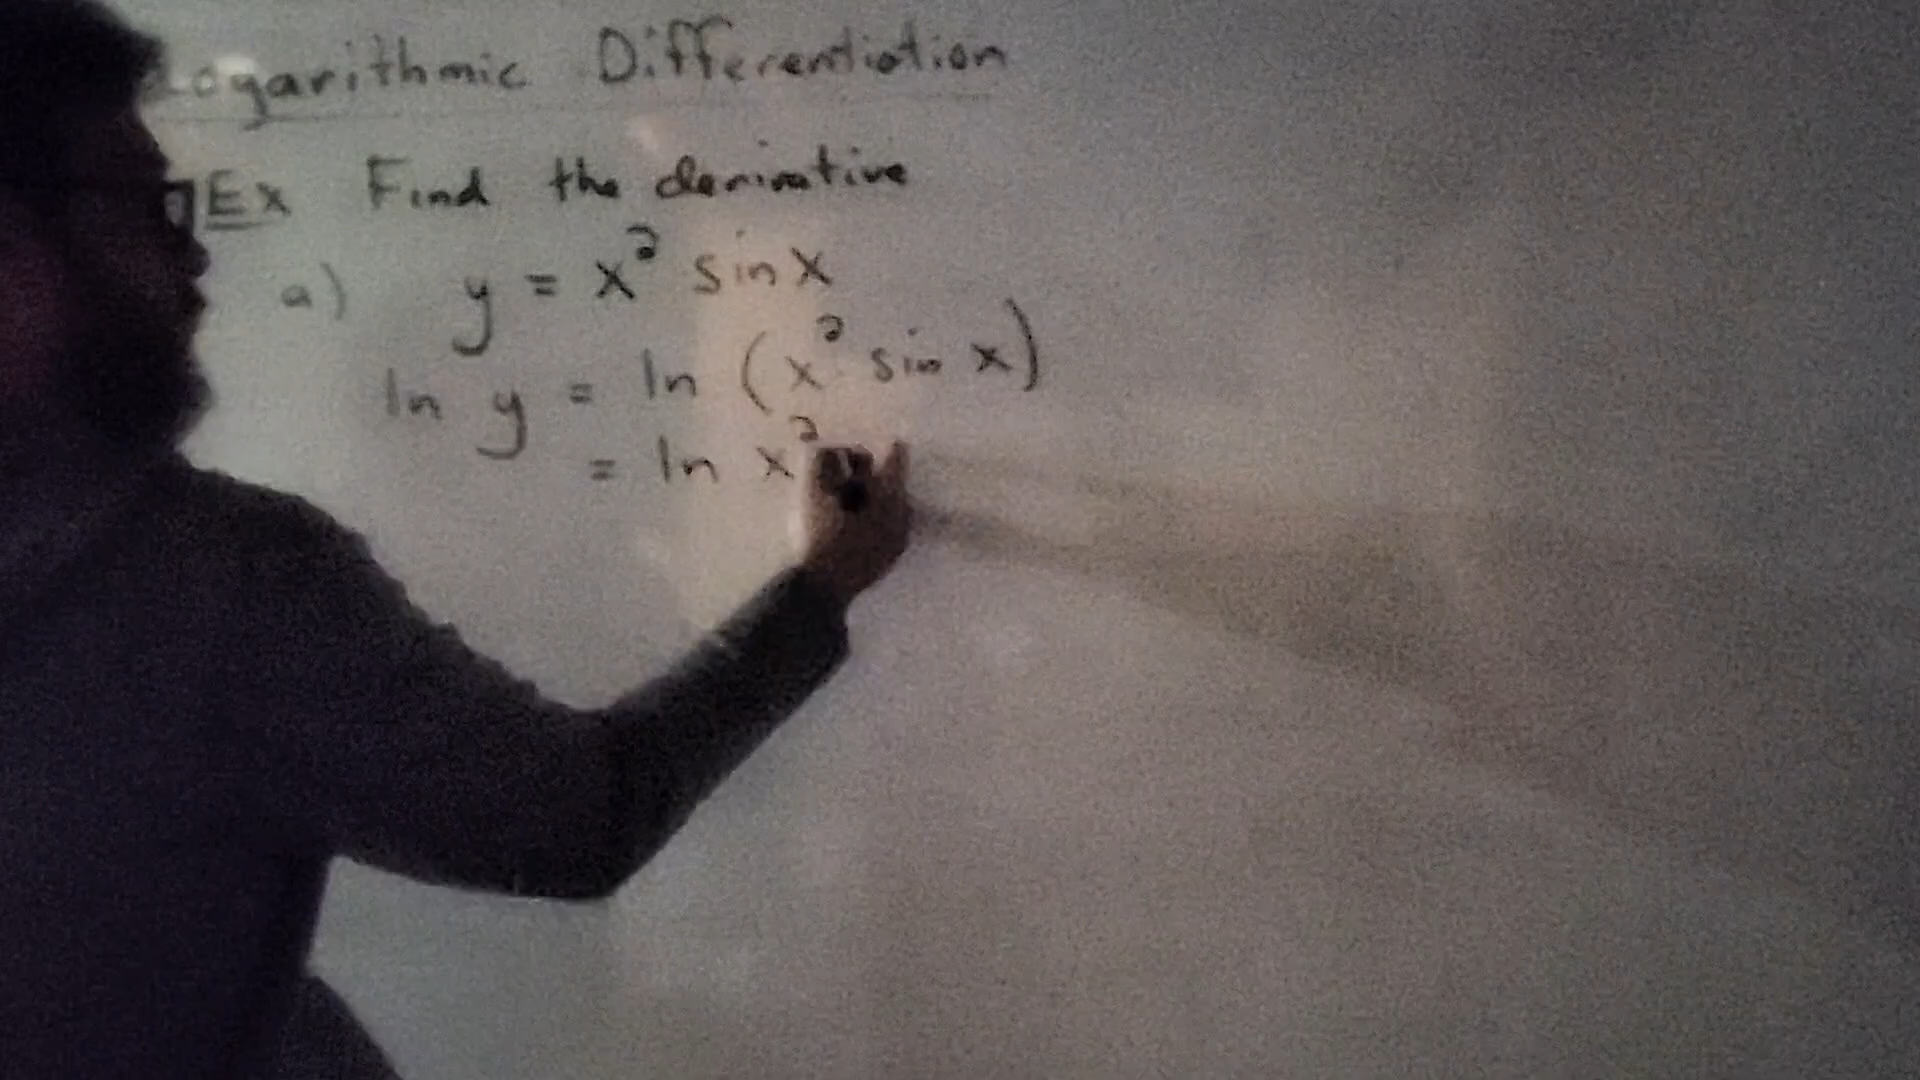 Logarithmic Differentiation
Ex Find the derivative
a) y = x² sin x
ln y = ln (x² sin x)
= ln x²